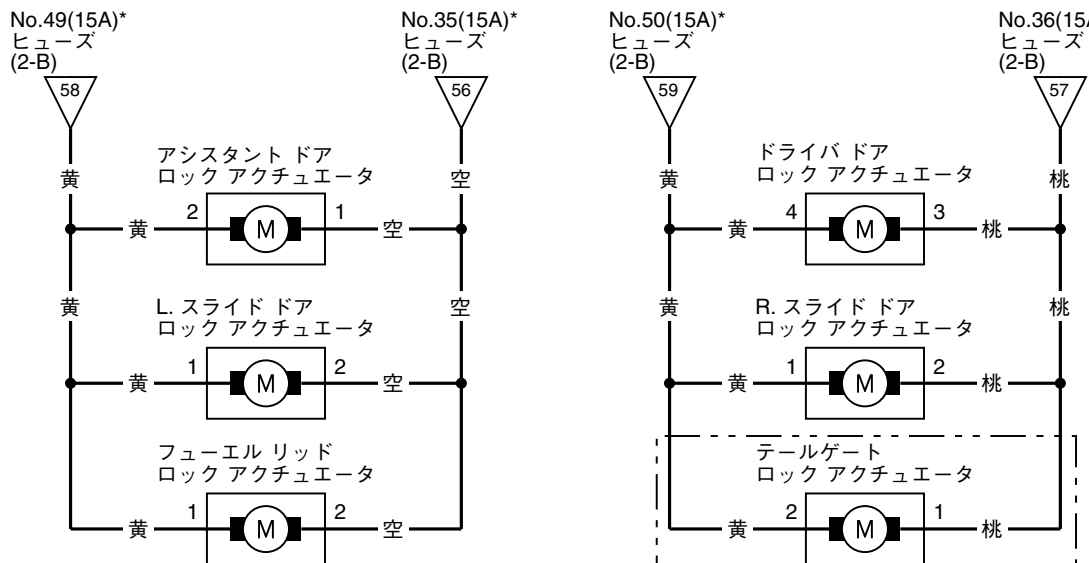 No.49(15A)*
ヒューズ
(2-B)
58
No.35(15A)*
ヒューズ
(2-B)
56
黄
空
アシスタント ドア
ロック アクチュエータ
黄
2
M
1
空
黄
空
L. スライド ドア
ロック アクチュエータ
黄
1
M
2
空
フューエル リッド
ロック アクチュエータ
黄
1
M
2
空
No.50(15A)*
ヒューズ
(2-B)
59
No.36(15A
ヒューズ
(2-B)
57
黄
桃
ドライバ ドア
ロック アクチュエータ
黄
4
M
3
桃
黄
桃
R. スライド ドア
ロック アクチュエータ
黄
1
M
2
桃
テールゲート
ロック アクチュエータ
黄
2
M
1
桃